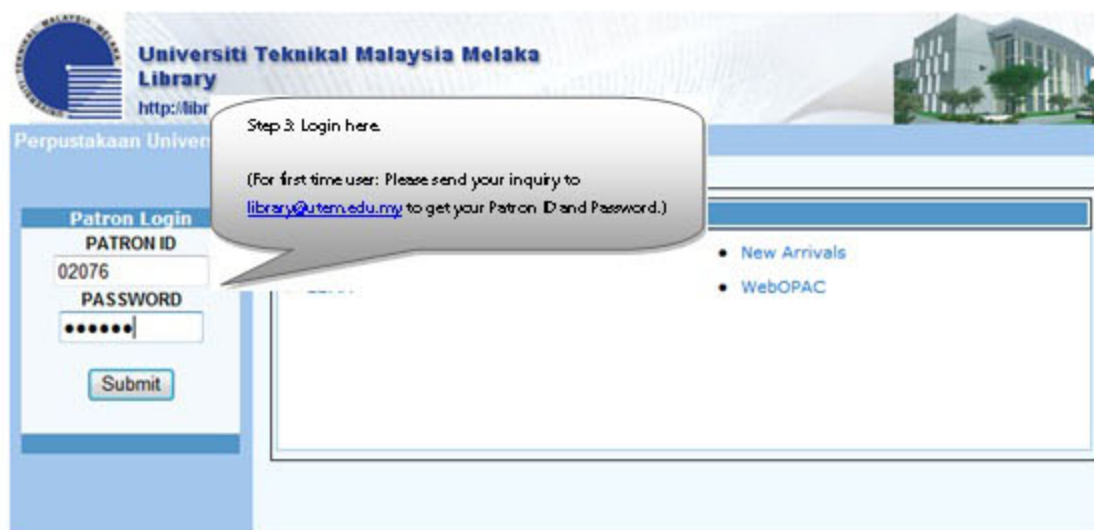 Universiti Teknikal Malaysia Melaka
Library
http://libr
Perpustakaan Univer
Step 3: Login here.
(For first time user: Please send your inquiry to
library@utem.edu.my to get your Patron ID and Password.)
Patron Login
PATRON ID
02076
PASSWORD
Submit
New Arrivals
WebOPAC